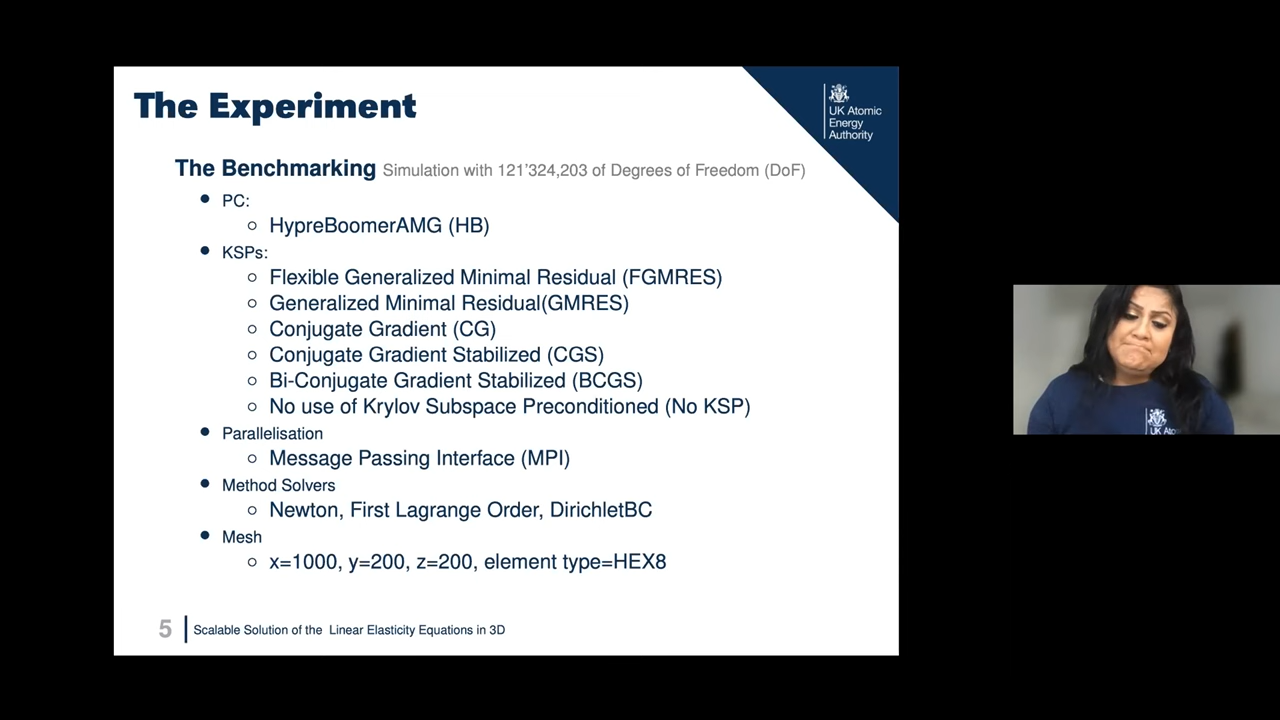 The Experiment
UK Atomic
Energy
Authority
The Benchmarking Simulation with 121'324,203 of Degrees of Freedom (DoF)
• PC:
○ HypreBoomerAMG (HB)
• KSPs:
○ Flexible Generalized Minimal Residual (FGMRES)
○ Generalized Minimal Residual(GMRES)
○ Conjugate Gradient (CG)
○ Conjugate Gradient Stabilized (CGS)
○ Bi-Conjugate Gradient Stabilized (BCGS)
○ No use of Krylov Subspace Preconditioned (No KSP)
• Parallelisation
○ Message Passing Interface (MPI)
• Method Solvers
○ Newton, First Lagrange Order, DirichletBC
• Mesh
○ x=1000, y=200, z=200, element type=HEX8
5 Scalable Solution of the Linear Elasticity Equations in 3D
UK Ato